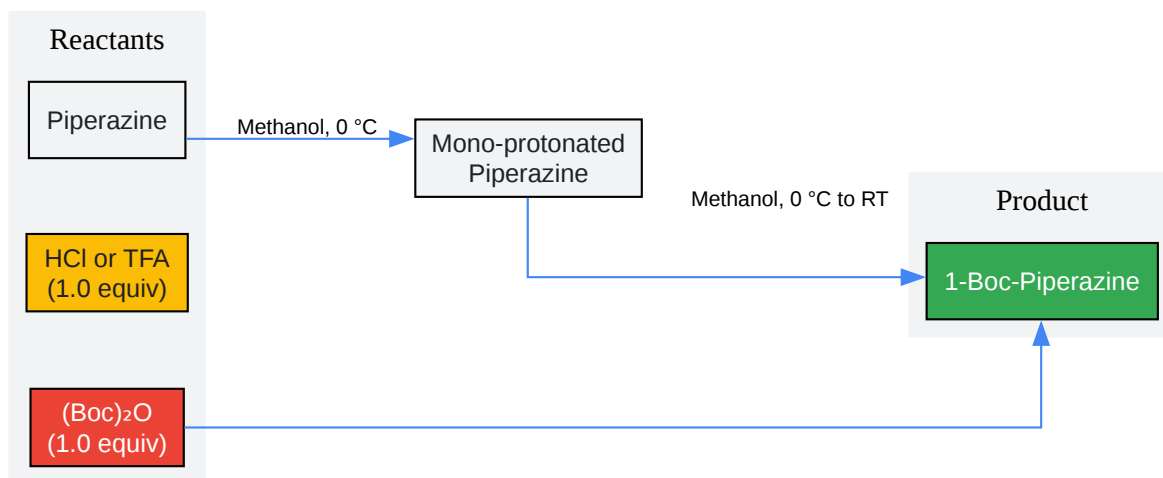 Reactants
Piperazine
Methanol, 0 °C
Mono-protonated
Piperazine
Methanol, 0 °C to RT
Product
HCl or TFA
(1.0 equiv)
1-Boc-Piperazine
(Boc)₂O
(1.0 equiv)